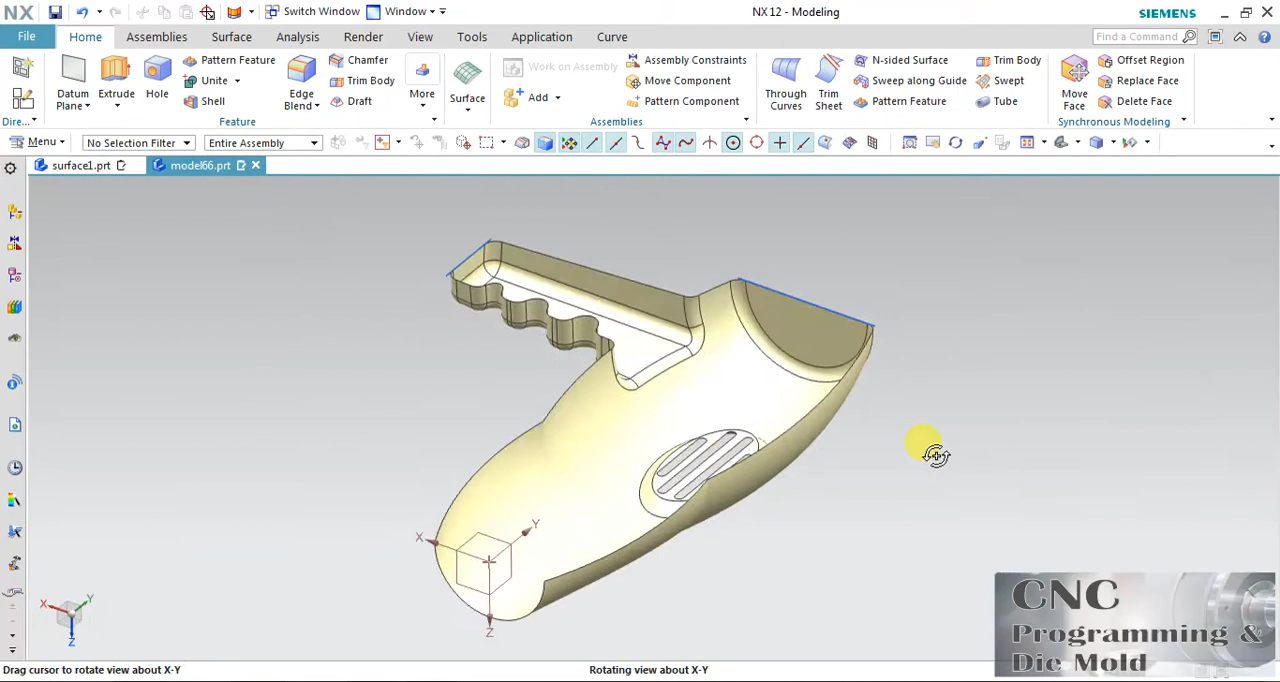 NX Switch Window Window NX 12 - Modeling SIEMENS
File Home Assemblies Surface Analysis Render View Tools Application Curve Find a Command
Datum Plane Extrude Hole Pattern Feature Unite Shell Edge Blend Chamfer Trim Body Draft More Surface Work on Assembly Add Assembly Constraints Move Component Pattern Component Through Curves Trim Sheet N-sided Surface Sweep along Guide Pattern Feature Trim Body Swept Tube Move Face Offset Region Replace Face Delete Face
Dire... Feature Assemblies Synchronous Modeling
Menu No Selection Filter Entire Assembly
surface1.prt model66.prt
X Y Z
X Y Z
CNC
Programming &
Die Mold
Drag cursor to rotate view about X-Y Rotating view about X-Y